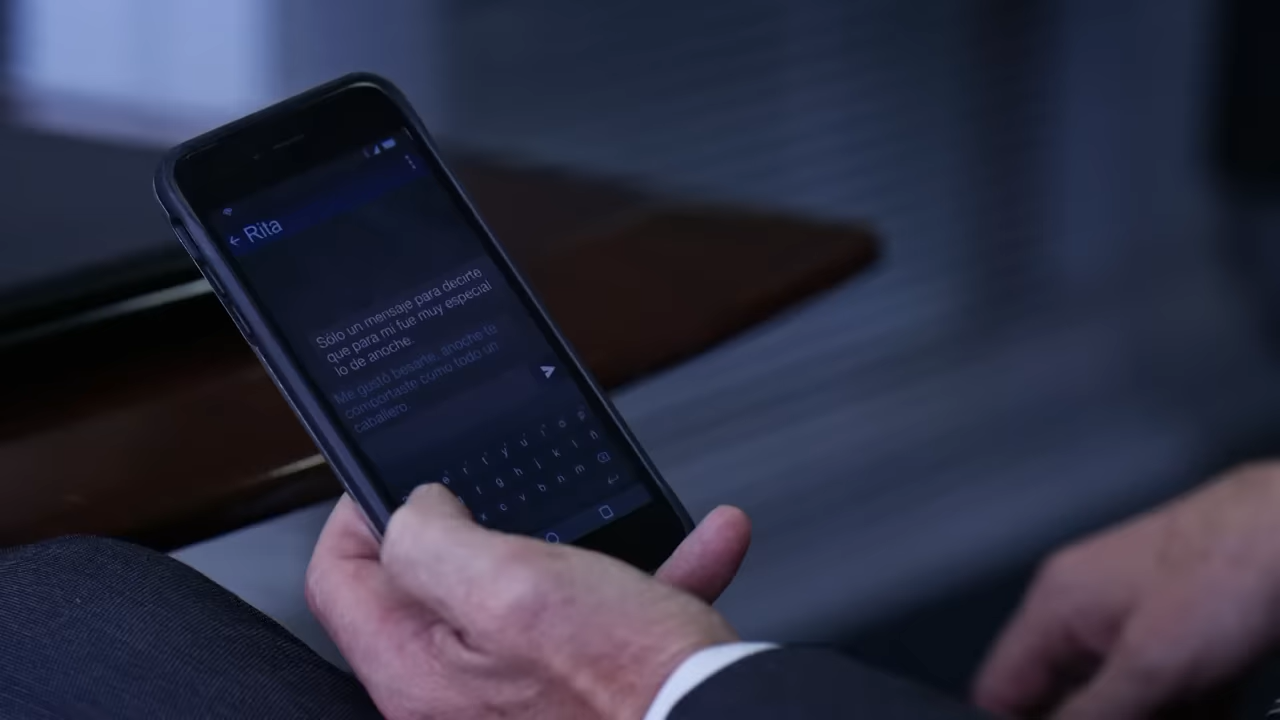 Rita
Sólo un mensaje para decirte
que para mi fue muy especial
lo de anoche.
Me gustó besarte, anoche te
comportaste como todo un
caballero
e r t y u i o p
f g h j k l ñ
x c v b n m